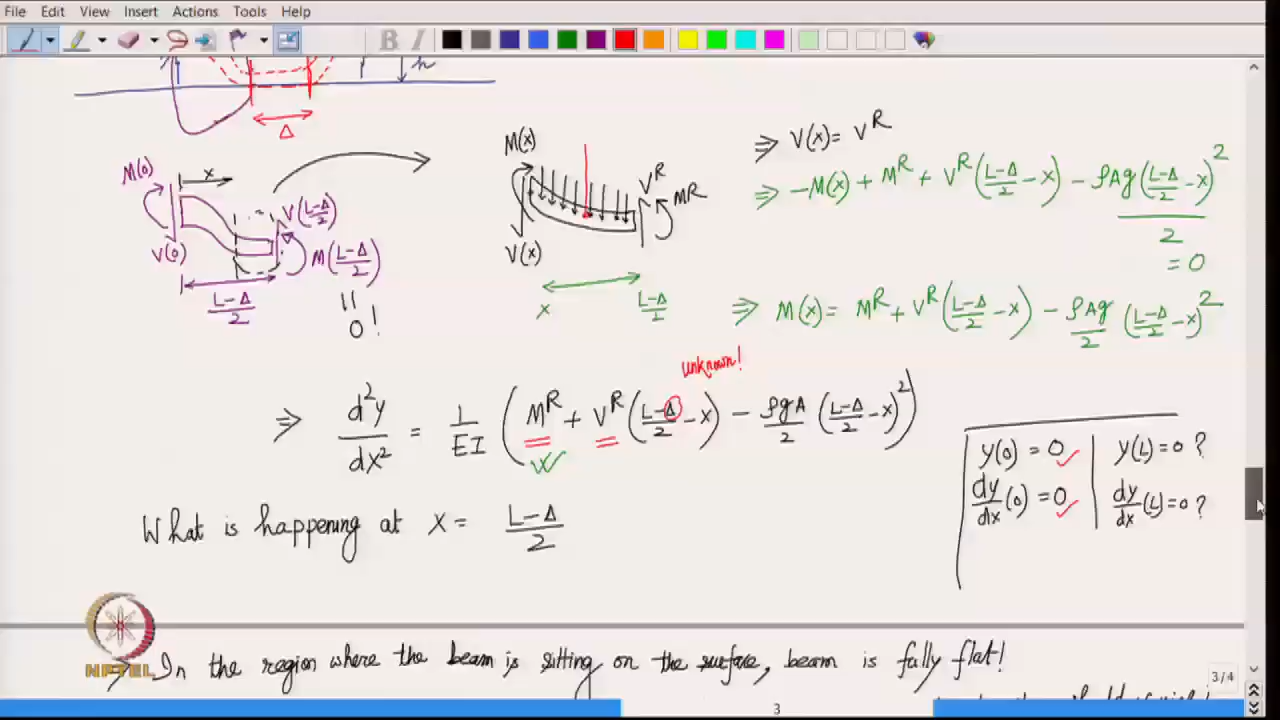 File Edit View Insert Actions Tools Help
B I
h
Δ
M(0)
x
V(0)
V(L-Δ/2)
M(L-Δ/2)
L-Δ/2
||
0!
M(x)
V^R
M^R
V(x)
x
L-Δ/2
⇒ V(x) = V^R
⇒ -M(x) + M^R + V^R(L-Δ/2 - x) - ρAg(L-Δ/2 - x)^2/2
= 0
⇒ M(x) = M^R + V^R(L-Δ/2 - x) - ρAg/2 (L-Δ/2 - x)^2
unknown!
⇒ d^2y/dx^2 = 1/EI (M^R + V^R(L-Δ/2 - x) - ρgA/2 (L-Δ/2 - x)^2)
y(0) = 0 ✓ | y(L) = 0 ?
dy/dx(0) = 0 ✓ | dy/dx(L) = 0 ?
What is happening at x = L-Δ/2
⇒ In the region where the beam is sitting on the surface, beam is fully flat!
NPTEL
3/4
3